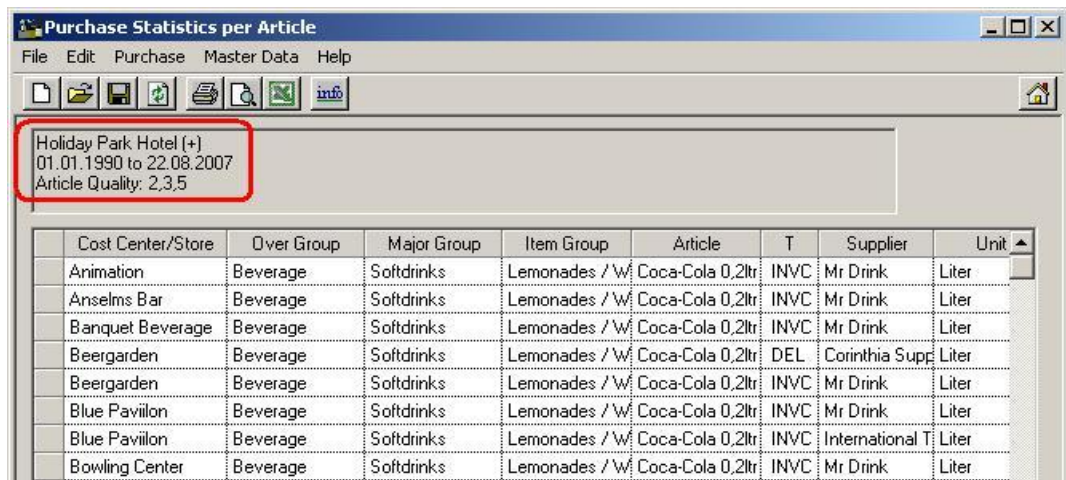 Purchase Statistics per Article
File Edit Purchase Master Data Help
info
Holiday Park Hotel (+)
01.01.1990 to 22.08.2007
Article Quality: 2,3,5
Cost Center/Store Over Group Major Group Item Group Article T Supplier Unit
Animation Beverage Softdrinks Lemonades / W Coca-Cola 0,2ltr INVC Mr Drink Liter
Anselms Bar Beverage Softdrinks Lemonades / W Coca-Cola 0,2ltr INVC Mr Drink Liter
Banquet Beverage Beverage Softdrinks Lemonades / W Coca-Cola 0,2ltr INVC Mr Drink Liter
Beergarden Beverage Softdrinks Lemonades / W Coca-Cola 0,2ltr DEL Corinthia Supp Liter
Beergarden Beverage Softdrinks Lemonades / W Coca-Cola 0,2ltr INVC Mr Drink Liter
Blue Paviilon Beverage Softdrinks Lemonades / W Coca-Cola 0,2ltr INVC Mr Drink Liter
Blue Paviilon Beverage Softdrinks Lemonades / W Coca-Cola 0,2ltr INVC International T Liter
Bowling Center Beverage Softdrinks Lemonades / W Coca-Cola 0,2ltr INVC Mr Drink Liter